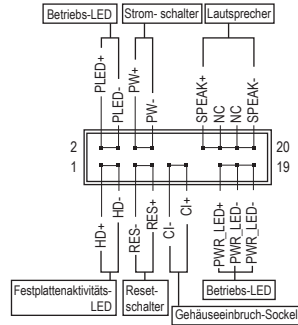 Betriebs-LED
Strom- schalter
Lautsprecher
PLED+
PLED-
PW+
PW-
SPEAK+
NC
NC
SPEAK-
2
20
1
19
HD+
HD-
RES-
RES+
CI-
CI+
PWR_LED+
PWR_LED-
PWR_LED-
Festplattenaktivitäts-
LED
Reset-
schalter
Betriebs-LED
Gehäuseeinbruch-Sockel